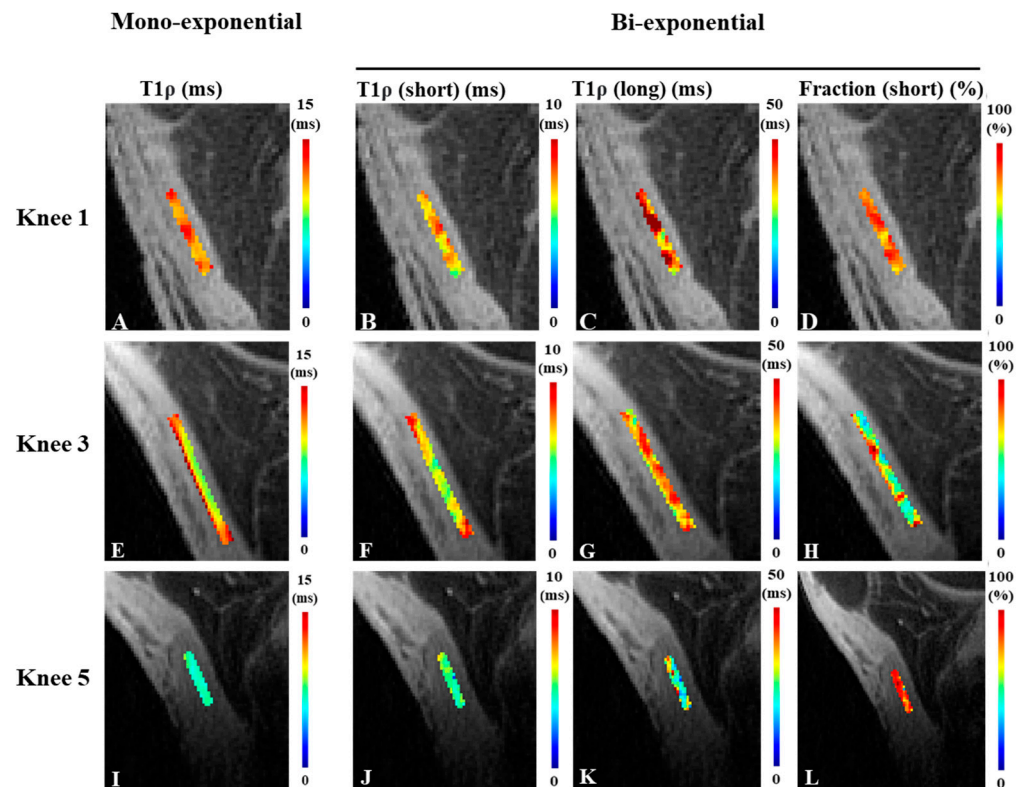 Mono-exponential
Bi-exponential
T1ρ (ms)
T1ρ (short) (ms)
T1ρ (long) (ms)
Fraction (short) (%)
15
(ms)
0
10
(ms)
0
50
(ms)
0
100
(%)
0
Knee 1
A
B
C
D
15
(ms)
0
10
(ms)
0
50
(ms)
0
100
(%)
0
Knee 3
E
F
G
H
15
(ms)
0
10
(ms)
0
50
(ms)
0
100
(%)
0
Knee 5
I
J
K
L